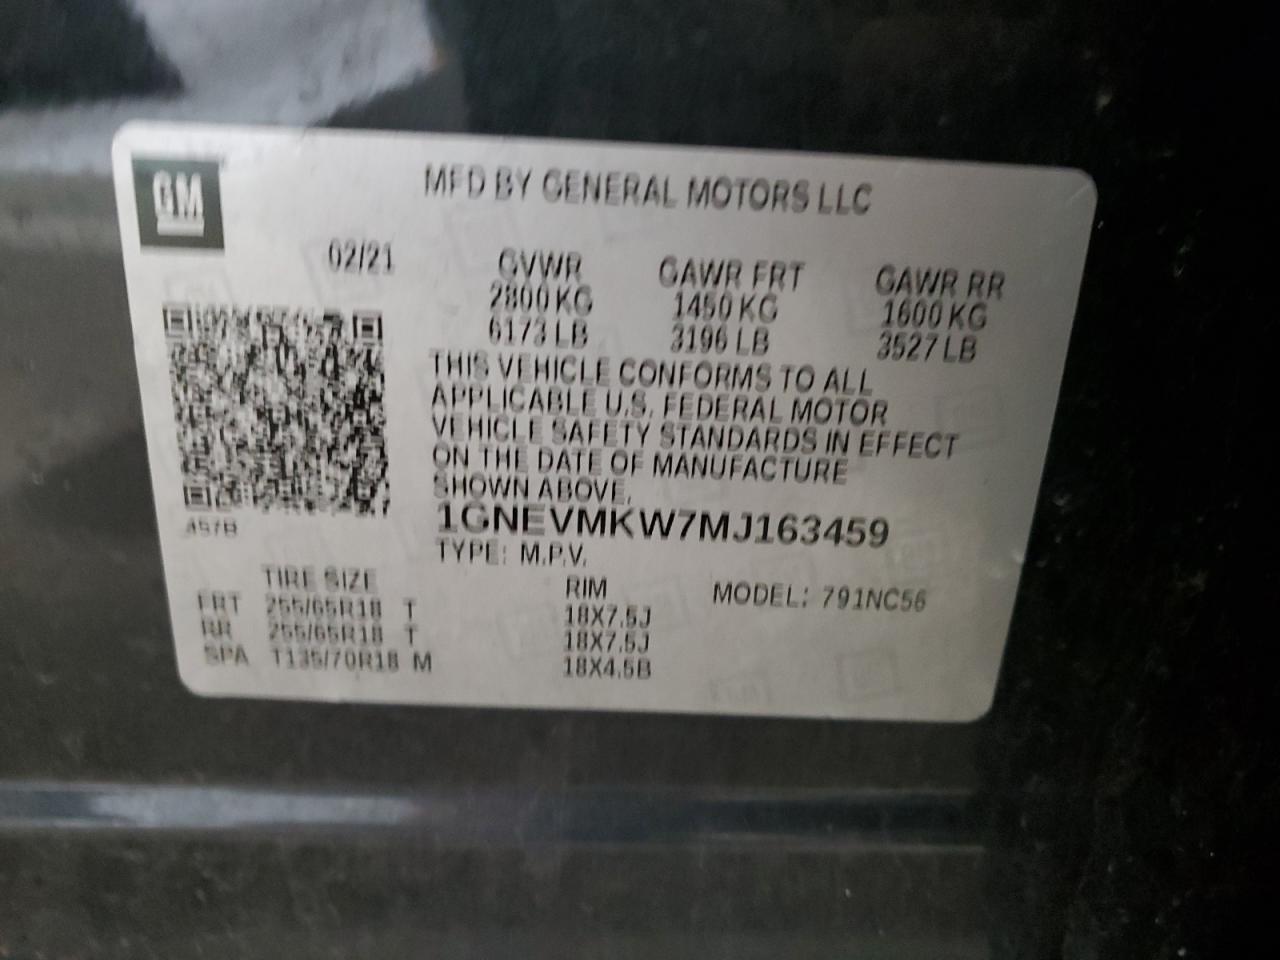 GM
MFD BY GENERAL MOTORS LLC
02/21 GVWR GAWR FRT GAWR RR
2800 KG 1450 KG 1600 KG
6173 LB 3196 LB 3527 LB
THIS VEHICLE CONFORMS TO ALL
APPLICABLE U.S. FEDERAL MOTOR
VEHICLE SAFETY STANDARDS IN EFFECT
ON THE DATE OF MANUFACTURE
SHOWN ABOVE.
1GNEVMKW7MJ163459
457B
TYPE: M.P.V.
TIRE SIZE RIM MODEL: 791NC56
FRT 255/65R18 T 18X7.5J
RR 255/65R18 T 18X7.5J
SPA T135/70R18 M 18X4.5B